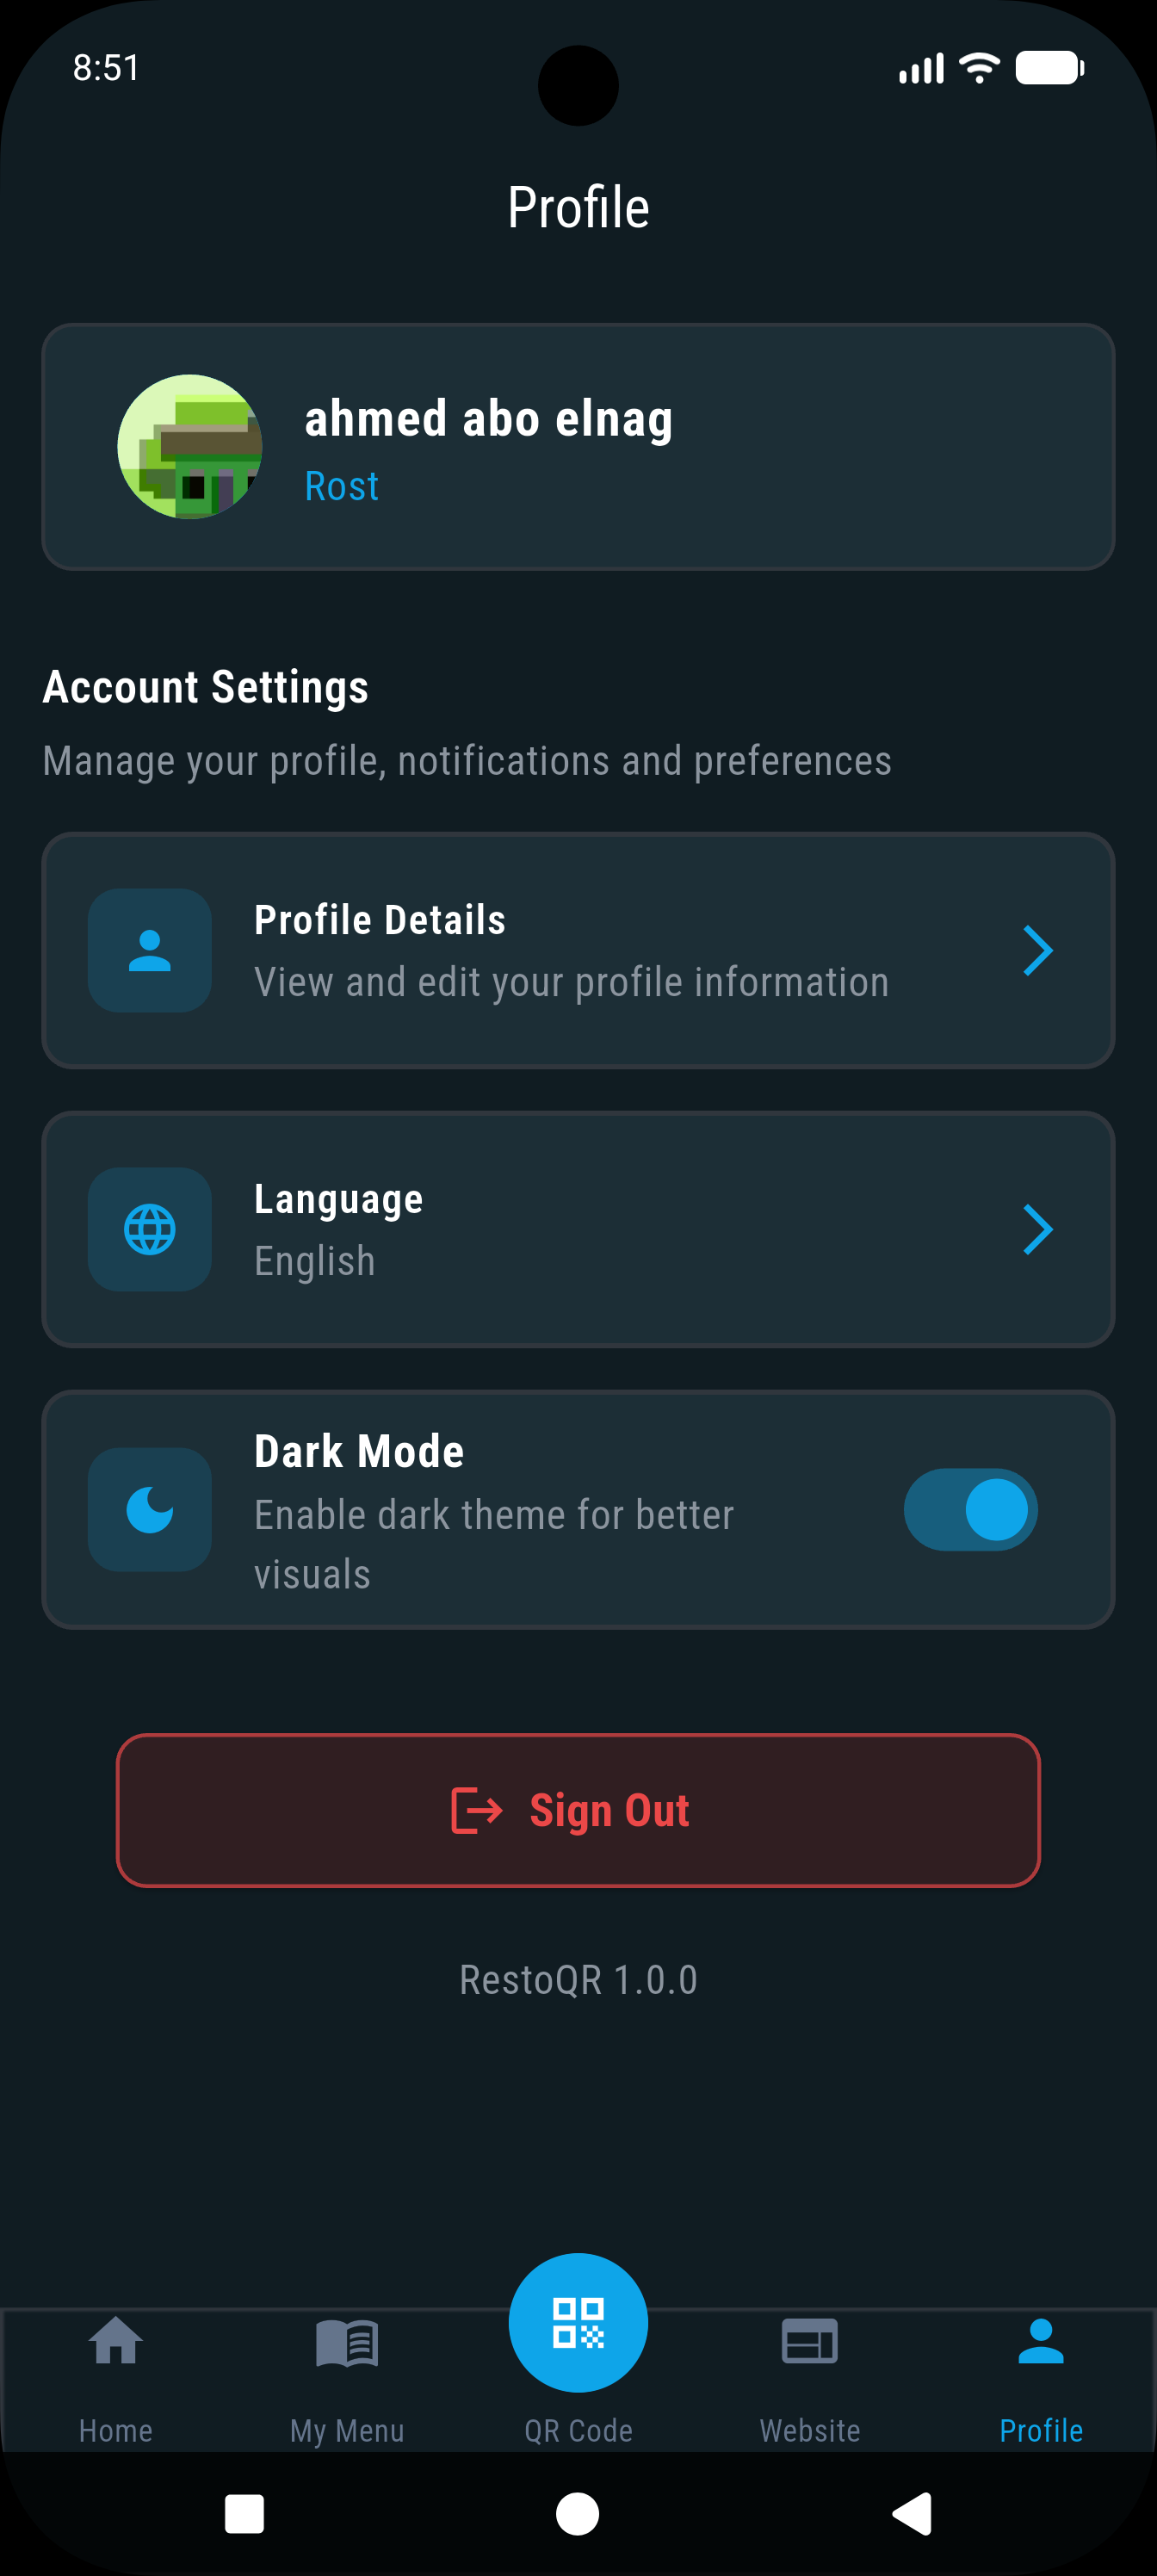 8:51
Profile
ahmed abo elnag
Rost
Account Settings
Manage your profile, notifications and preferences
Profile Details
View and edit your profile information
Language
English
Dark Mode
Enable dark theme for better
visuals
Sign Out
RestoQR 1.0.0
Home
My Menu
QR Code
Website
Profile